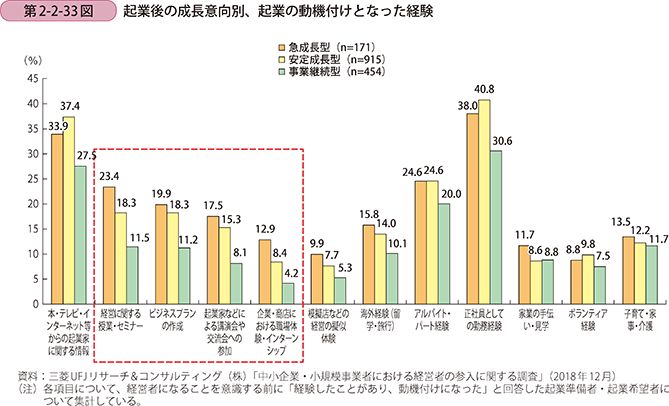 第2-2-33図
起業後の成長意向別、起業の動機付けとなった経験
急成長型（n=171）
安定成長型（n=915）
事業継続型（n=454）
(%)
45
40
35
30
25
20
15
10
5
0
33.9
37.4
27.5
23.4
18.3
11.5
19.9
18.3
11.2
17.5
15.3
8.1
12.9
8.4
4.2
9.9
7.7
5.3
15.8
14.0
10.1
24.6
24.6
20.0
38.0
40.8
30.6
11.7
8.6
8.8
8.8
9.8
7.5
13.5
12.2
11.7
本・テレビ・イ
ンターネット等
からの起業家
に関する情報
経営に関する
授業・セミナー
ビジネスプラン
の作成
起業家などに
よる講演会や
交流会への
参加
企業・商店に
おける職場体
験・インターン
シップ
模擬店などの
経営の疑似
体験
海外経験（留
学・旅行）
アルバイト・
パート経験
正社員として
の勤務経験
家業の手伝
い・見学
ボランティア
経験
子育て・家
事・介護
資料：三菱UFJリサーチ＆コンサルティング（株）「中小企業・小規模事業者における経営者の参入に関する調査」（2018年12月）
（注）各項目について、経営者になることを意識する前に「経験したことがあり、動機付けになった」と回答した起業準備者・起業希望者に
ついて集計している。